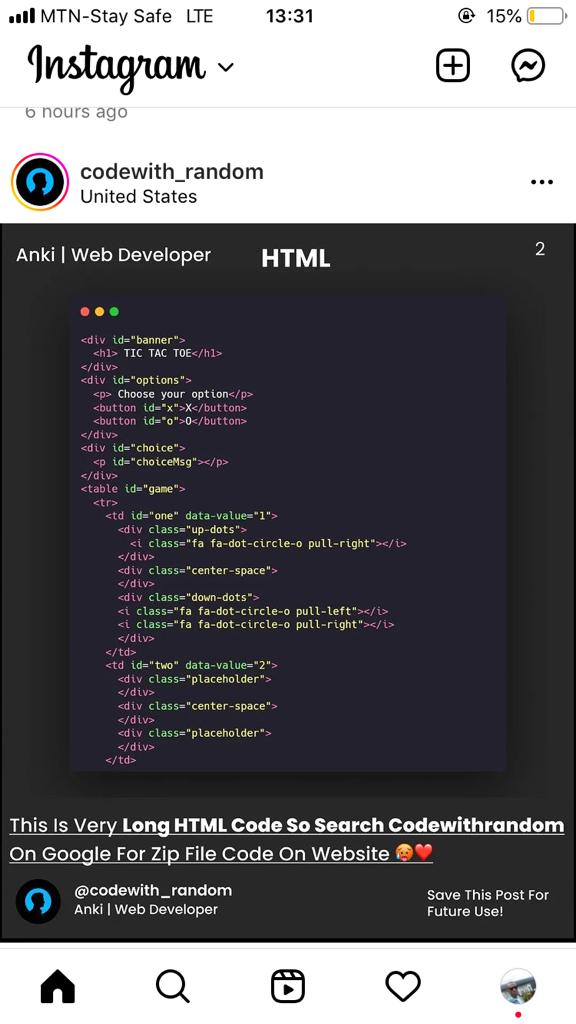 MTN-Stay Safe LTE 13:31 15%
Instagram
6 hours ago
codewith_random
United States
Anki | Web Developer HTML 2
<div id="banner">
<h1> TIC TAC TOE</h1>
</div>
<div id="options">
<p> Choose your option</p>
<button id="x">X</button>
<button id="o">O</button>
</div>
<div id="choice">
<p id="choiceMsg"></p>
</div>
<table id="game">
<tr>
<td id="one" data-value="1">
<div class="up-dots">
<i class="fa fa-dot-circle-o pull-right"></i>
</div>
<div class="center-space">
</div>
<div class="down-dots">
<i class="fa fa-dot-circle-o pull-left"></i>
<i class="fa fa-dot-circle-o pull-right"></i>
</div>
</td>
<td id="two" data-value="2">
<div class="placeholder">
</div>
<div class="center-space">
</div>
<div class="placeholder">
</div>
</td>
This Is Very Long HTML Code So Search Codewithrandom
On Google For Zip File Code On Website 🥵❤️
@codewith_random
Anki | Web Developer
Save This Post For
Future Use!